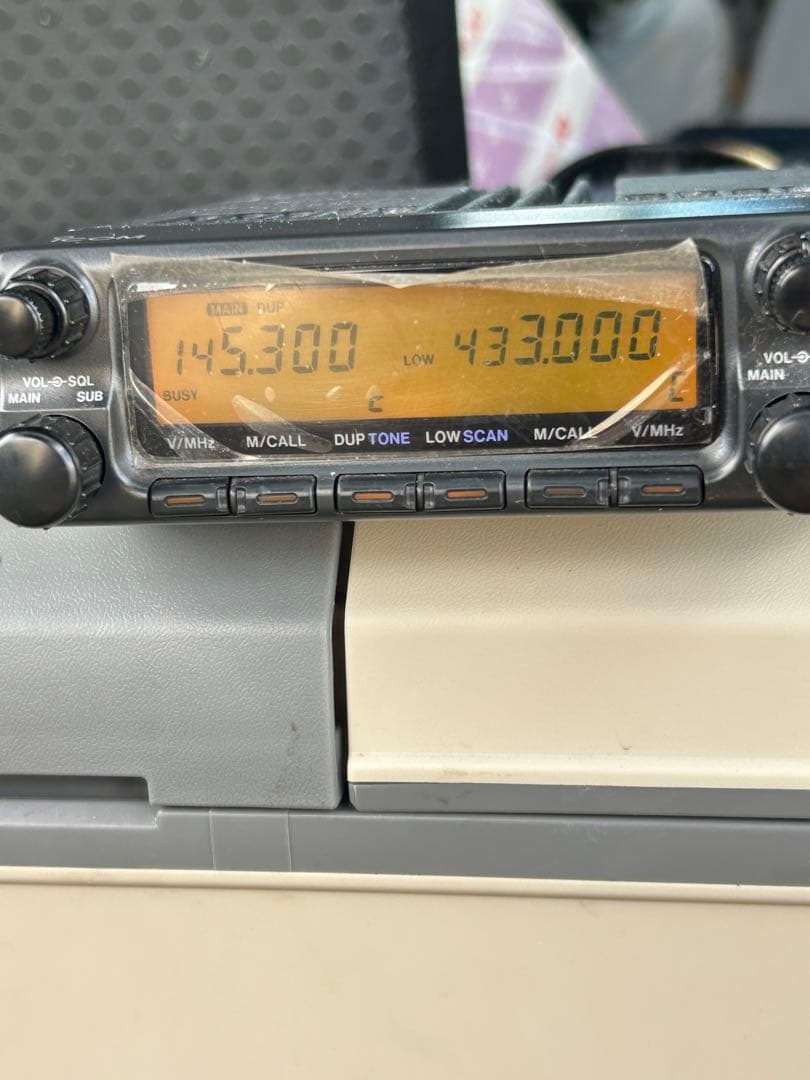 ICOM
MAIN DUP
145.300 LOW 433.000
BUSY C C
VOL SQL
MAIN SUB
VOL
MAIN
V/MHz M/CALL DUP TONE LOW SCAN M/CALL V/MHz